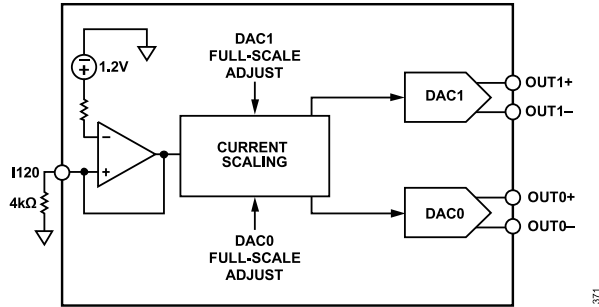 1.2V
I120
4kΩ
−
+
DAC1
FULL-SCALE
ADJUST
CURRENT
SCALING
DAC0
FULL-SCALE
ADJUST
DAC1
OUT1+
OUT1–
DAC0
OUT0+
OUT0–
371